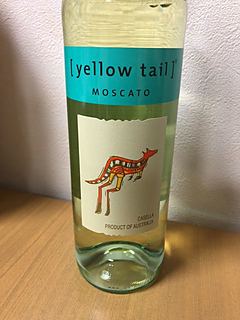 [ yellow tail ]®
MOSCATO
CASELLA
PRODUCT OF AUSTRALIA